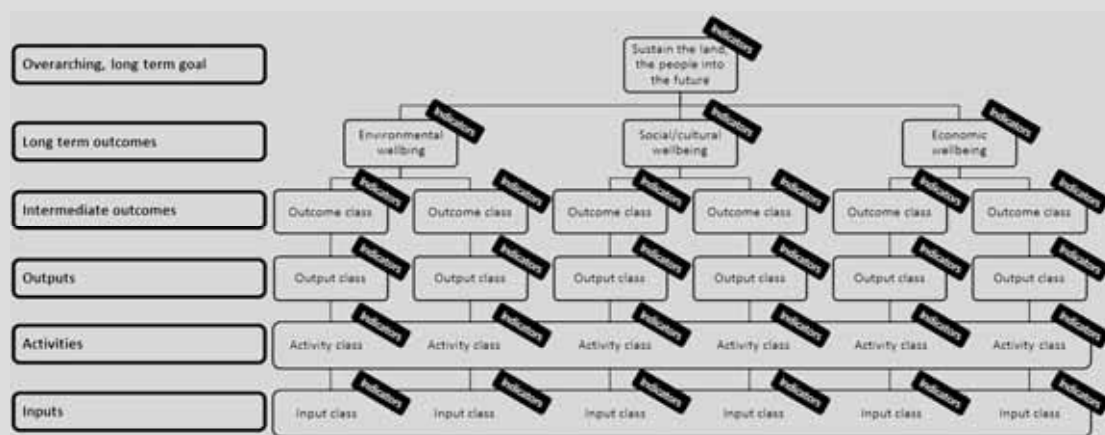 Indicators
Overarching, long term goal
Sustain the land,
the people into
the future
Indicators Indicators Indicators
Long term outcomes
Environmental
wellbing
Social/cultural
wellbeing
Economic
wellbeing
Indicators Indicators Indicators Indicators Indicators Indicators
Intermediate outcomes
Outcome class Outcome class Outcome class Outcome class Outcome class Outcome class
Indicators Indicators Indicators Indicators Indicators Indicators
Outputs
Output class Output class Output class Output class Output class Output class
Indicators Indicators Indicators Indicators Indicators Indicators
Activities
Activity class Activity class Activity class Activity class Activity class Activity class
Indicators Indicators Indicators Indicators Indicators Indicators
Inputs
Input class Input class Input class Input class Input class Input class